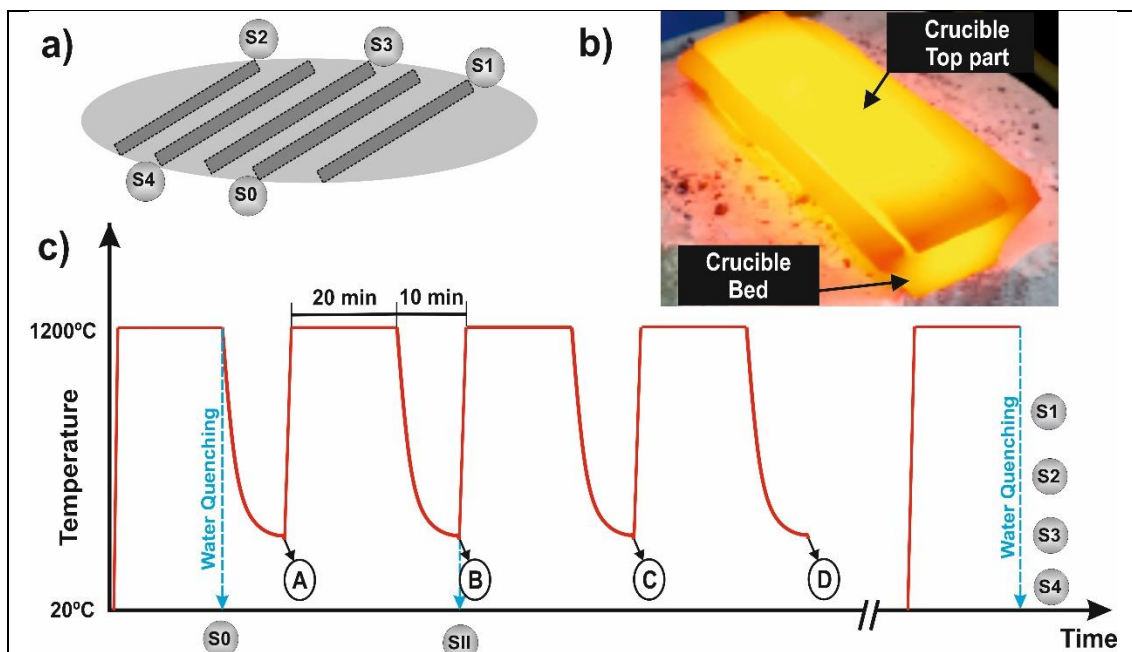 a)
S2
S3
S1
S4
S0
b)
Crucible
Top part
Crucible
Bed
c)
20 min
10 min
1200ºC
Temperature
Water Quenching
A
B
C
D
Water Quenching
S1
S2
S3
S4
20ºC
S0
SII
Time